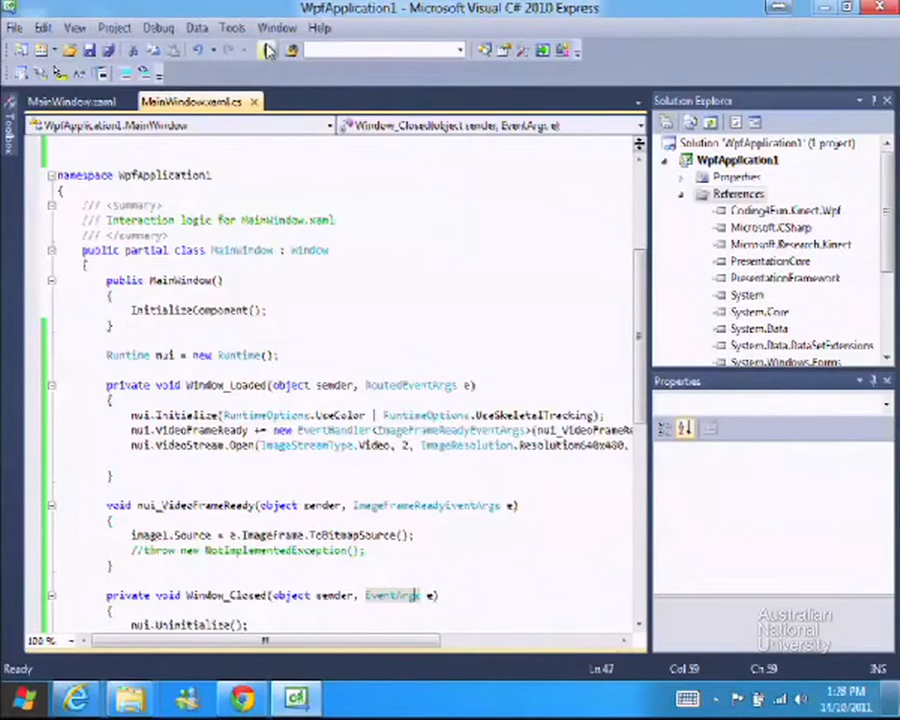 WpfApplication1 - Microsoft Visual C# 2010 Express
File Edit View Project Debug Data Tools Window Help
MainWindow.xaml MainWindow.xaml.cs
WpfApplication1.MainWindow Window_Closed(object sender, EventArgs e)
Toolbox
namespace WpfApplication1
{
/// <summary>
/// Interaction logic for MainWindow.xaml
/// </summary>
public partial class MainWindow : Window
{
public MainWindow()
{
InitializeComponent();
}
Runtime nui = new Runtime();
private void Window_Loaded(object sender, RoutedEventArgs e)
{
nui.Initialize(RuntimeOptions.UseColor | RuntimeOptions.UseSkeletalTracking);
nui.VideoFrameReady += new EventHandler<ImageFrameReadyEventArgs>(nui_VideoFrameRe
nui.VideoStream.Open(ImageStreamType.Video, 2, ImageResolution.Resolution640x480,
}
void nui_VideoFrameReady(object sender, ImageFrameReadyEventArgs e)
{
image1.Source = e.ImageFrame.ToBitmapSource();
//throw new NotImplementedException();
}
private void Window_Closed(object sender, EventArgs e)
{
nui.Uninitialize();
100 %
Solution Explorer
Solution 'WpfApplication1' (1 project)
WpfApplication1
Properties
References
Coding4Fun.Kinect.Wpf
Microsoft.CSharp
Microsoft.Research.Kinect
PresentationCore
PresentationFramework
System
System.Core
System.Data
System.Data.DataSetExtensions
System.Windows.Forms
Properties
Australian
National
University
Ready Ln 47 Col 59 Ch 59 INS
1:28 PM
14/10/2011